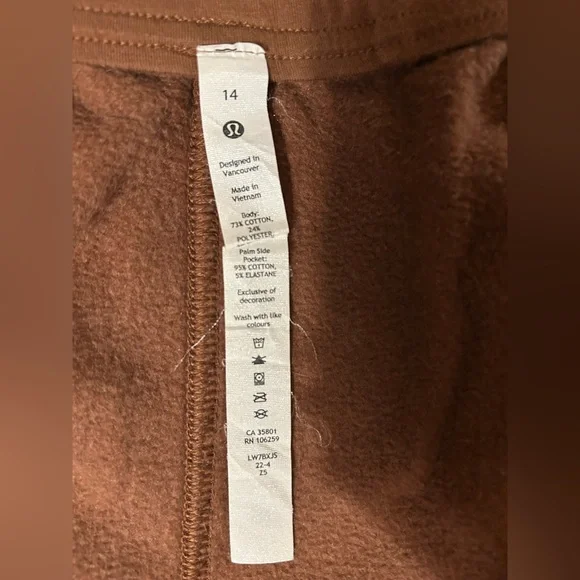 14
Designed in
Vancouver
Made in
Vietnam
Body:
73% COTTON,
24%
POLYESTER,
Palm Side
Pocket:
95% COTTON,
5% ELASTANE
Exclusive of
decoration
Wash with like
colours
CA 35801
RN 106259
LW7BXJS
22-4
25